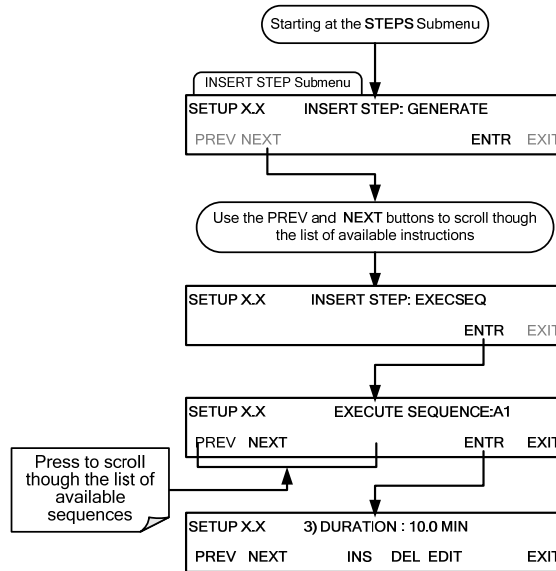 Starting at the STEPS Submenu
INSERT STEP Submenu
SETUP X.X INSERT STEP: GENERATE
PREV NEXT ENTR EXIT
Use the PREV and NEXT buttons to scroll though
the list of available instructions
SETUP X.X INSERT STEP: EXECSEQ
ENTR EXIT
SETUP X.X EXECUTE SEQUENCE:A1
PREV NEXT ENTR EXIT
Press to scroll
though the list of
available
sequences
SETUP X.X 3) DURATION : 10.0 MIN
PREV NEXT INS DEL EDIT EXIT